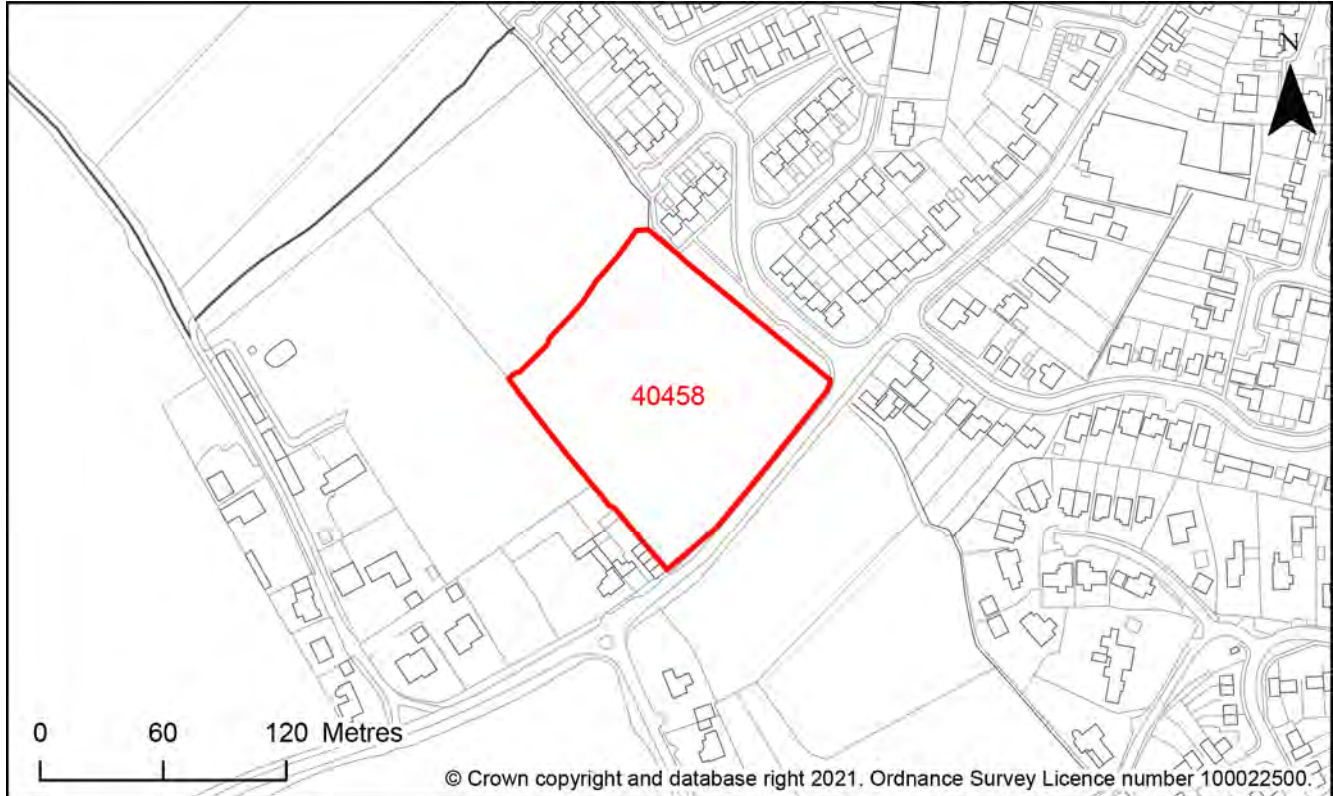 N
40458
0 60 120 Metres
© Crown copyright and database right 2021. Ordnance Survey Licence number 100022500.